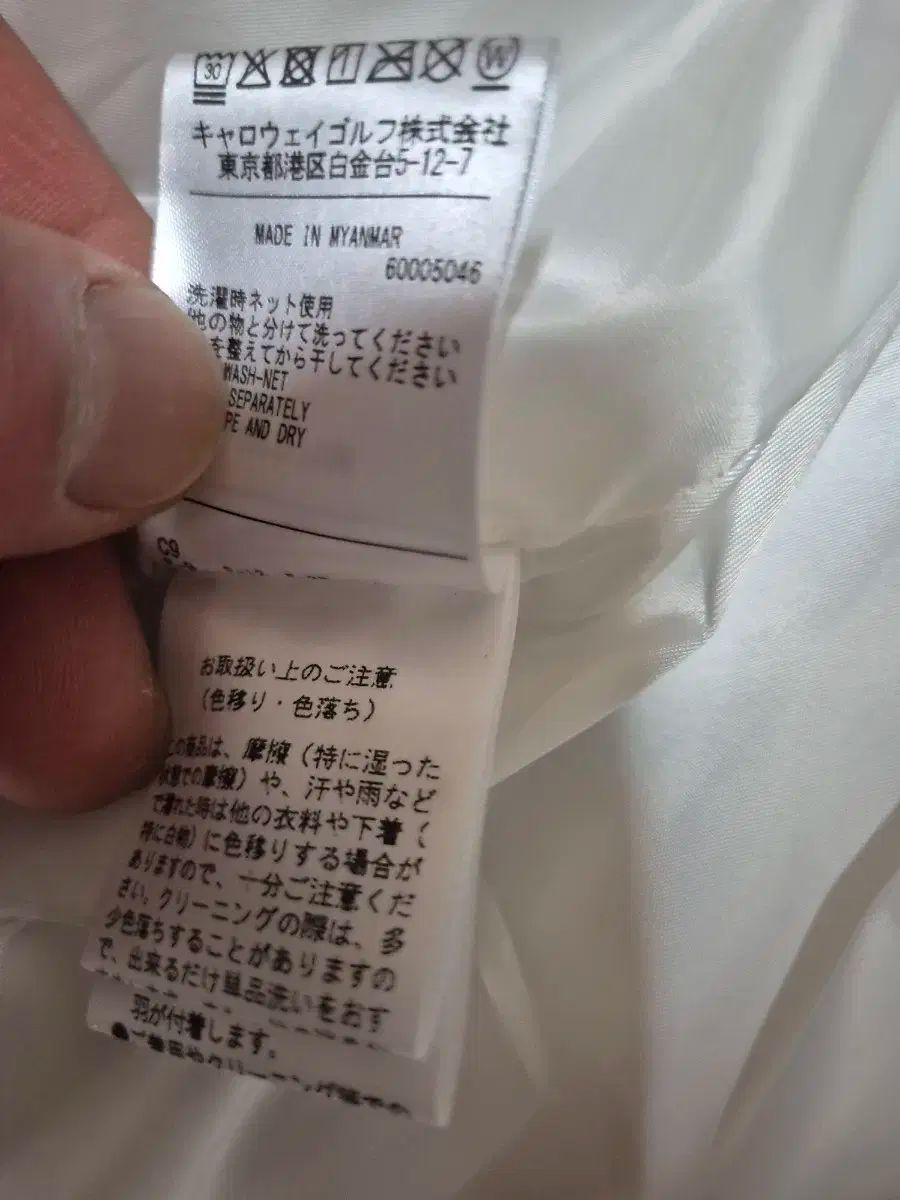 30
W
キャロウェイゴルフ株式会社
東京都港区白金台5-12-7
MADE IN MYANMAR
60005046
洗濯時ネット使用
他の物と分けて洗ってください
を整えてから干してください
WASH-NET
SEPARATELY
PE AND DRY
C9
お取扱い上のご注意
(色移り・色落ち)
この商品は、摩擦（特に湿った
状態での摩擦）や、汗や雨など
で濡れた時は他の衣料や下着（
特に白物）に色移りする場合が
ありますので、十分ご注意くだ
さい。クリーニングの際は、多
少色落ちすることがありますの
で、出来るだけ単品洗いをおす
羽が付着します。